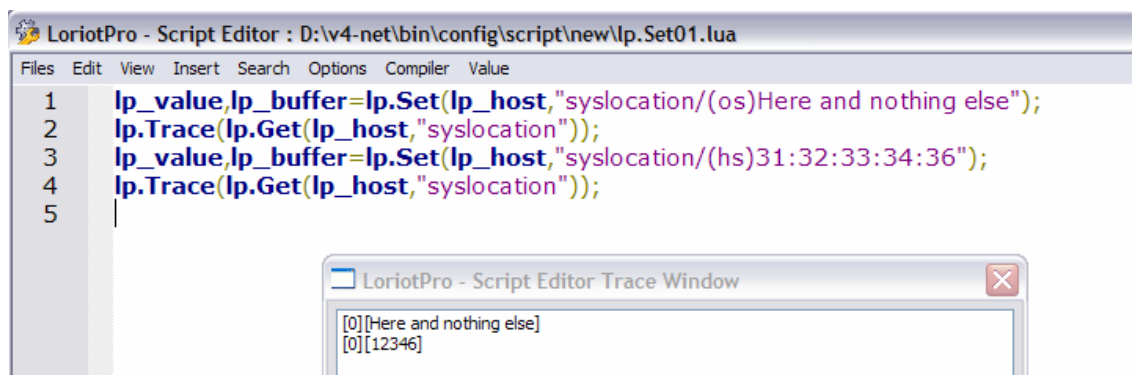 LoriotPro - Script Editor : D:\v4-net\bin\config\script\new\lp.Set01.lua
Files Edit View Insert Search Options Compiler Value
1 lp_value,lp_buffer=lp.Set(lp_host,"syslocation/(os)Here and nothing else");
2 lp.Trace(lp.Get(lp_host,"syslocation"));
3 lp_value,lp_buffer=lp.Set(lp_host,"syslocation/(hs)31:32:33:34:36");
4 lp.Trace(lp.Get(lp_host,"syslocation"));
5
LoriotPro - Script Editor Trace Window
[0][Here and nothing else]
[0][12346]